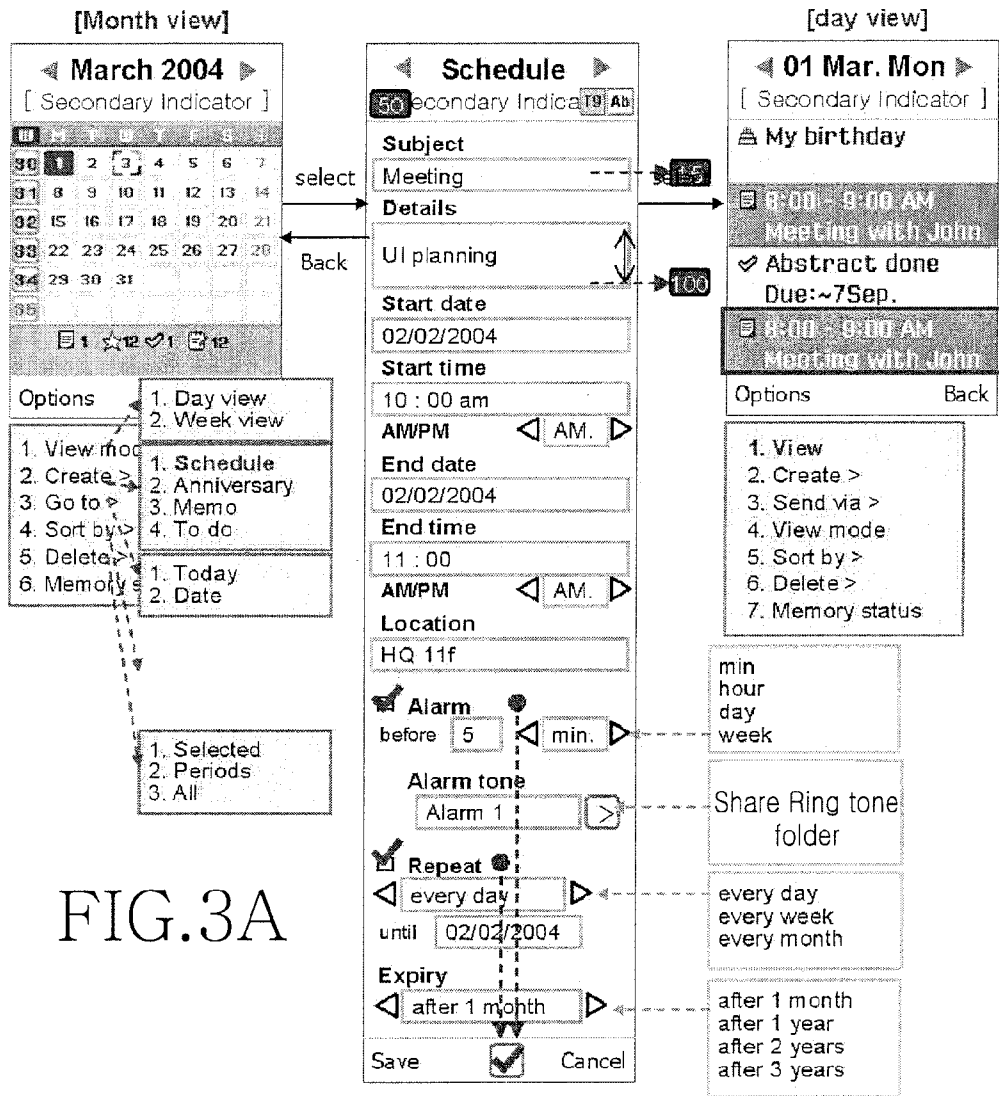 [Month view]
March 2004
[ Secondary Indicator ]
W M T W T F S S
30 1 2 3 4 5 6 7
31 8 9 10 11 12 13 14
32 15 16 17 18 19 20 21
33 22 23 24 25 26 27 28
34 29 30 31
35
1 12 1 12
Options
1. View mod
2. Create >
3. Go to >
4. Sort by >
5. Delete >
6. Memory s
1. Day view
2. Week view
1. Schedule
2. Anniversary
3. Memo
4. To do
1. Today
2. Date
1. Selected
2. Periods
3. All
FIG.3A
select
Back
Schedule
50 econdary Indica T9 Ab
Subject
Meeting
Details
UI planning
Start date
02/02/2004
Start time
10 : 00 am
AM/PM AM.
End date
02/02/2004
End time
11 : 00
AM/PM AM.
Location
HQ 11f
Alarm
before 5 min.
Alarm tone
Alarm 1 >
Repeat
every day
until 02/02/2004
Expiry
after 1 month
Save Cancel
100
[day view]
01 Mar. Mon
[ Secondary Indicator ]
My birthday
8:00 - 9:00 AM
Meeting with John
Abstract done
Due:~7Sep.
8:00 - 9:00 AM
Meeting with John
Options Back
1. View
2. Create >
3. Send via >
4. View mode
5. Sort by >
6. Delete >
7. Memory status
min
hour
day
week
Share Ring tone
folder
every day
every week
every month
after 1 month
after 1 year
after 2 years
after 3 years